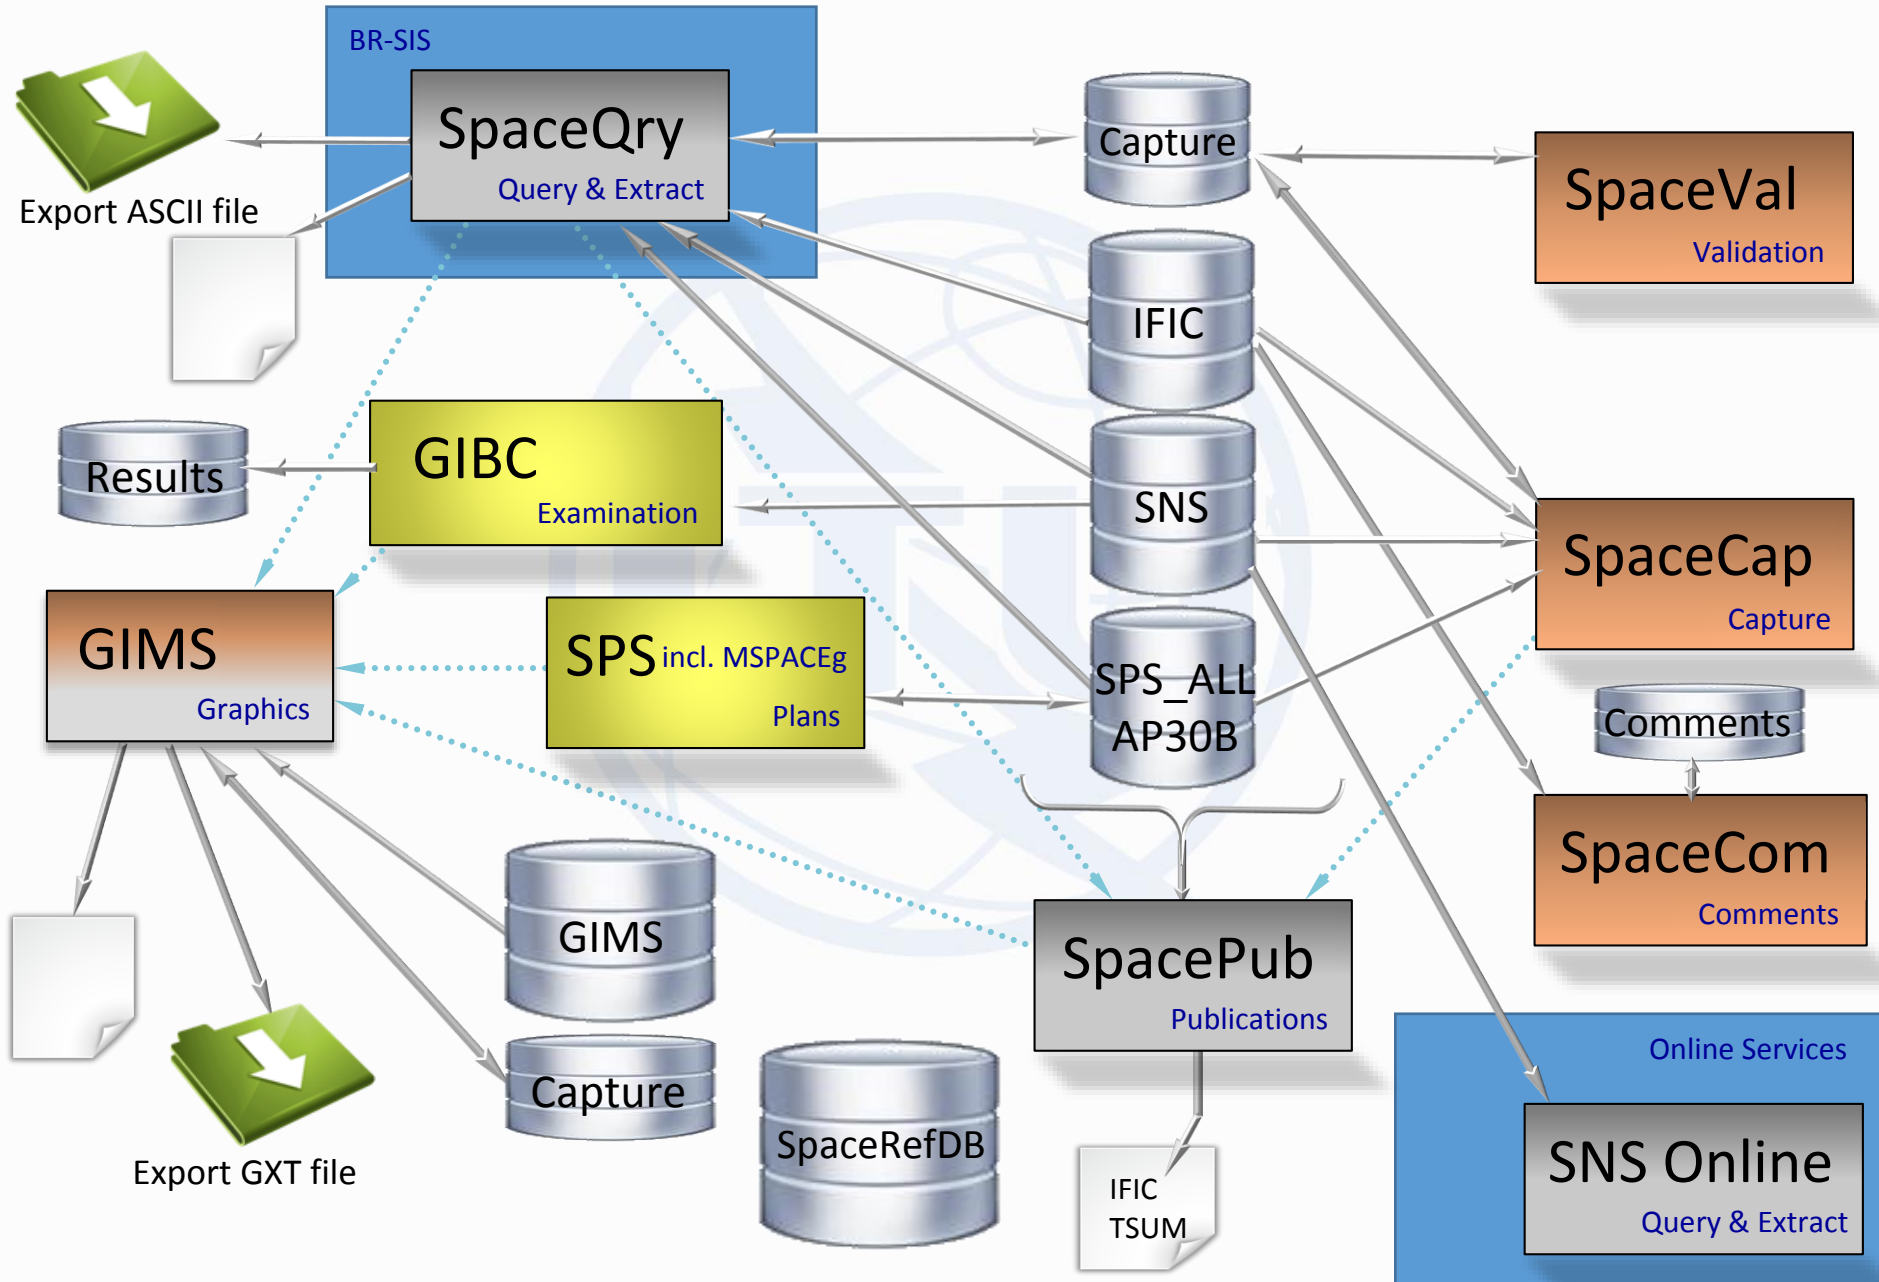 BR-SIS
SpaceQry
Query & Extract
Export ASCII file
Capture
SpaceVal
Validation
IFIC
Results
GIBC
Examination
SNS
SpaceCap
Capture
GIMS
Graphics
SPS incl. MSPACEg
Plans
SPS_ALL
AP30B
Comments
SpaceCom
Comments
GIMS
SpacePub
Publications
Capture
SpaceRefDB
Export GXT file
IFIC
TSUM
Online Services
SNS Online
Query & Extract
ITU